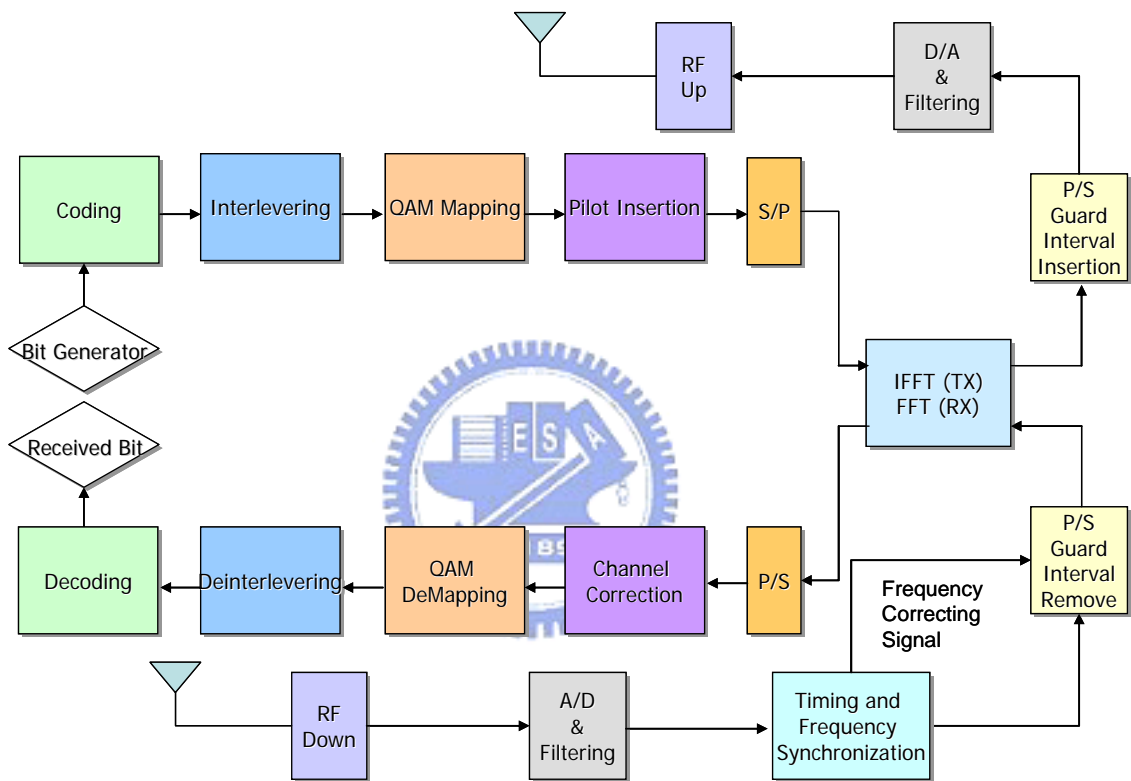 RF
Up
D/A
&
Filtering
Coding
Interlevering
QAM Mapping
Pilot Insertion
S/P
P/S
Guard
Interval
Insertion
Bit Generator
IFFT (TX)
FFT (RX)
Received Bit
E S A
Decoding
Deinterlevering
QAM
DeMapping
Channel
Correction
P/S
P/S
Guard
Interval
Remove
Frequency
Correcting
Signal
RF
Down
A/D
&
Filtering
Timing and
Frequency
Synchronization